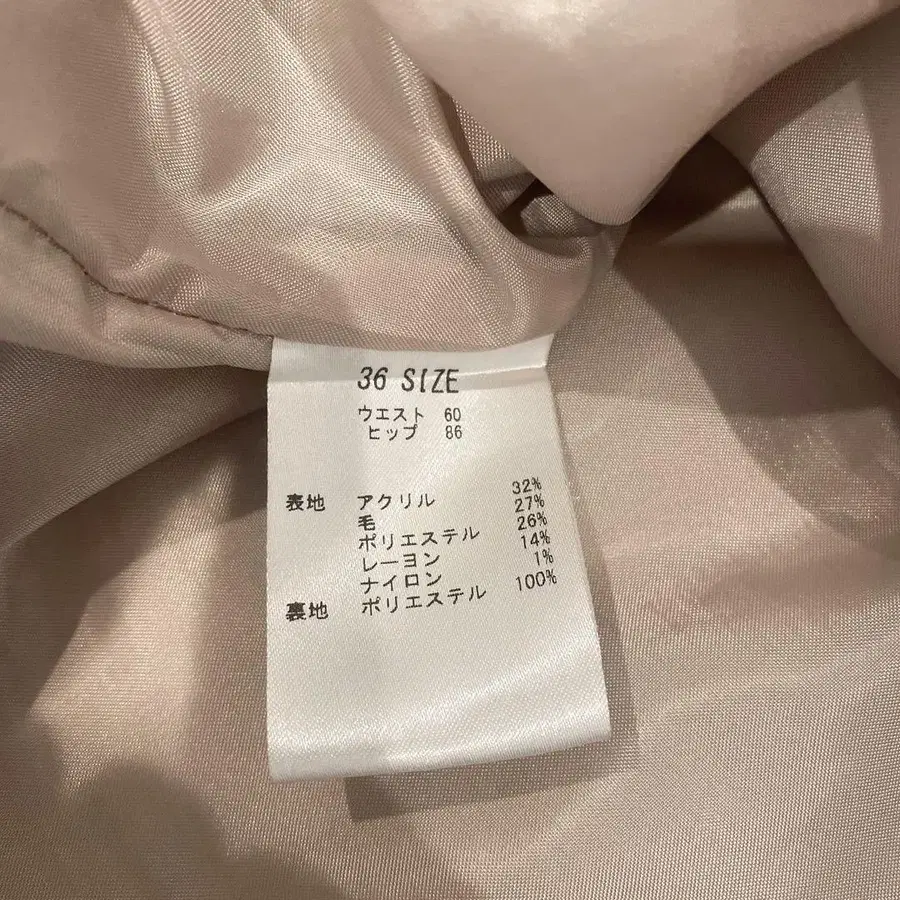 36 SIZE
ウエスト 60
ヒップ 86
表地 アクリル 32%
毛 27%
ポリエステル 26%
レーヨン 14%
ナイロン 1%
裏地 ポリエステル 100%